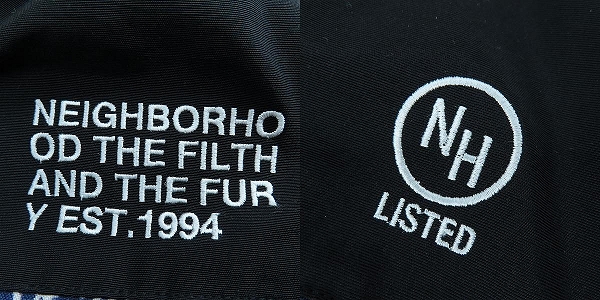 NEIGHBORHO
OD THE FILTH
AND THE FUR
Y EST.1994
NH
LISTED